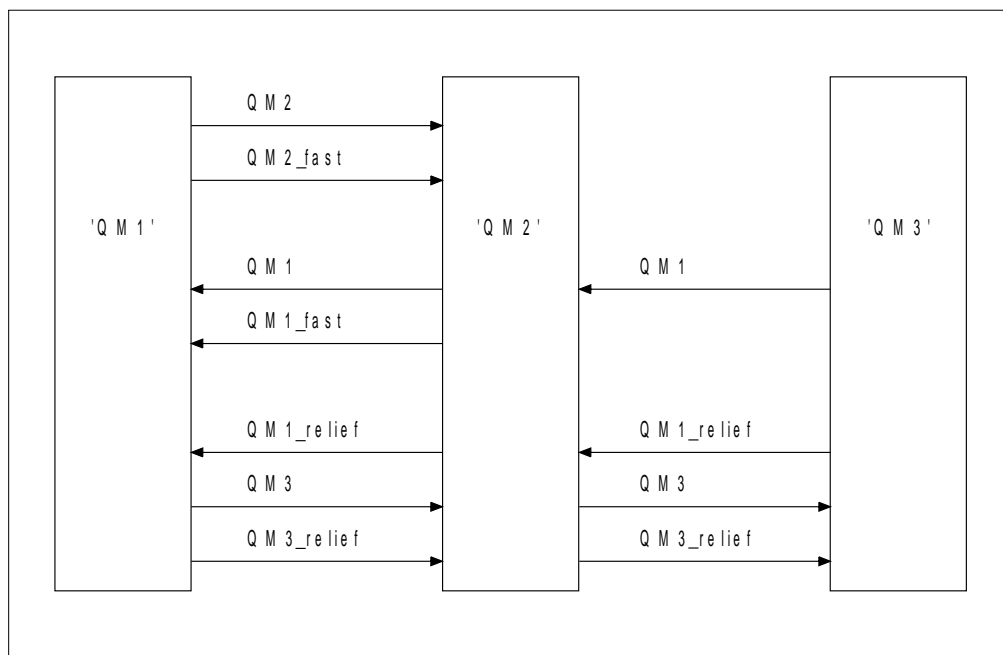 QM2
QM2_fast
'QM1' 'QM2' 'QM3'
QM1 QM1
QM1_fast
QM1_relief QM1_relief
QM3 QM3
QM3_relief QM3_relief